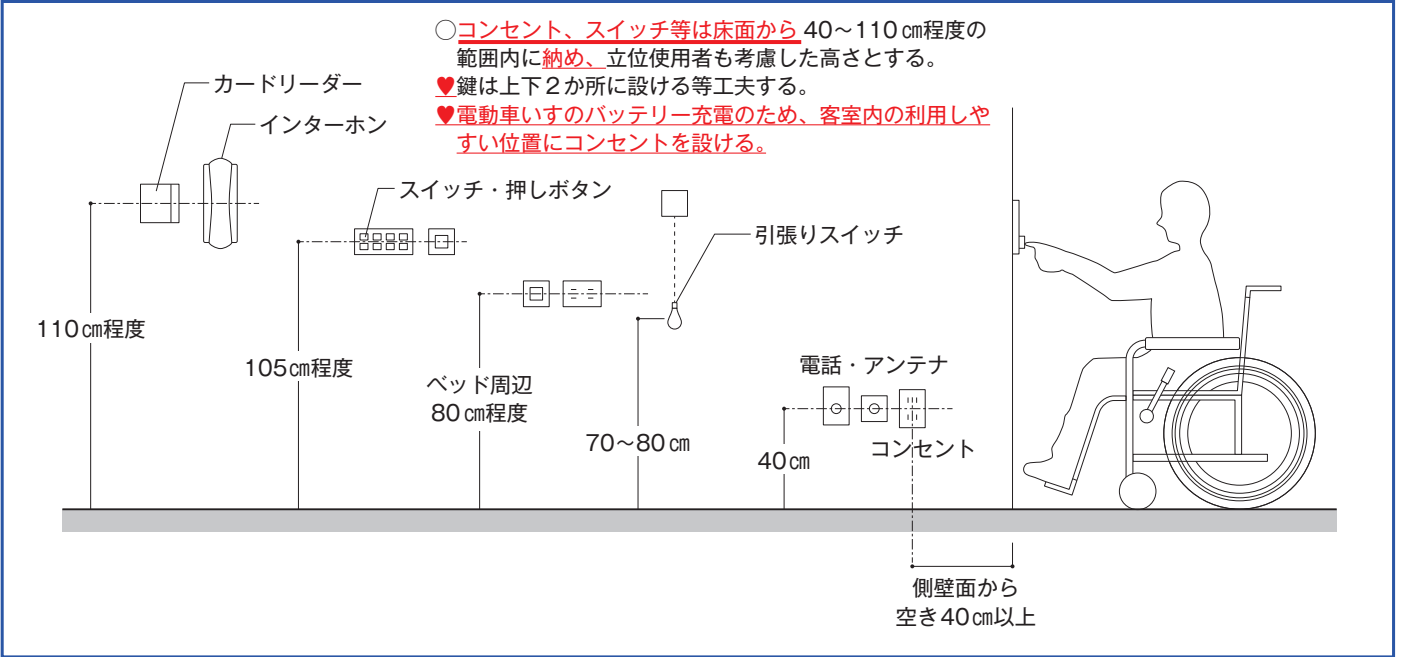 ○コンセント、スイッチ等は床面から 40〜110㎝程度の
範囲内に納め、立位使用者も考慮した高さとする。
♥鍵は上下２か所に設ける等工夫する。
♥電動車いすのバッテリー充電のため、客室内の利用しや
すい位置にコンセントを設ける。
カードリーダー
インターホン
スイッチ・押しボタン
引張りスイッチ
110㎝程度
105㎝程度
ベッド周辺
80㎝程度
70〜80㎝
電話・アンテナ
コンセント
40㎝
側壁面から
空き40㎝以上